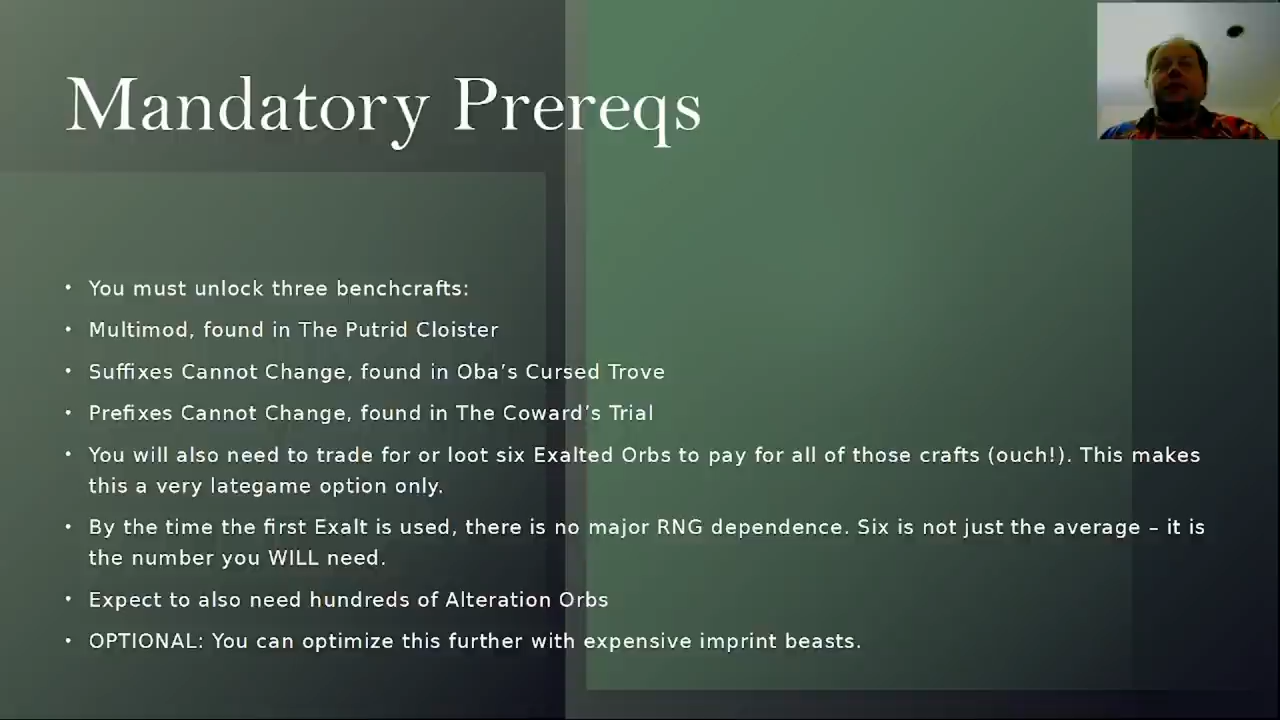 Mandatory Prereqs
• You must unlock three benchcrafts:
• Multimod, found in The Putrid Cloister
• Suffixes Cannot Change, found in Oba’s Cursed Trove
• Prefixes Cannot Change, found in The Coward’s Trial
• You will also need to trade for or loot six Exalted Orbs to pay for all of those crafts (ouch!). This makes
this a very lategame option only.
• By the time the first Exalt is used, there is no major RNG dependence. Six is not just the average – it is
the number you WILL need.
• Expect to also need hundreds of Alteration Orbs
• OPTIONAL: You can optimize this further with expensive imprint beasts.